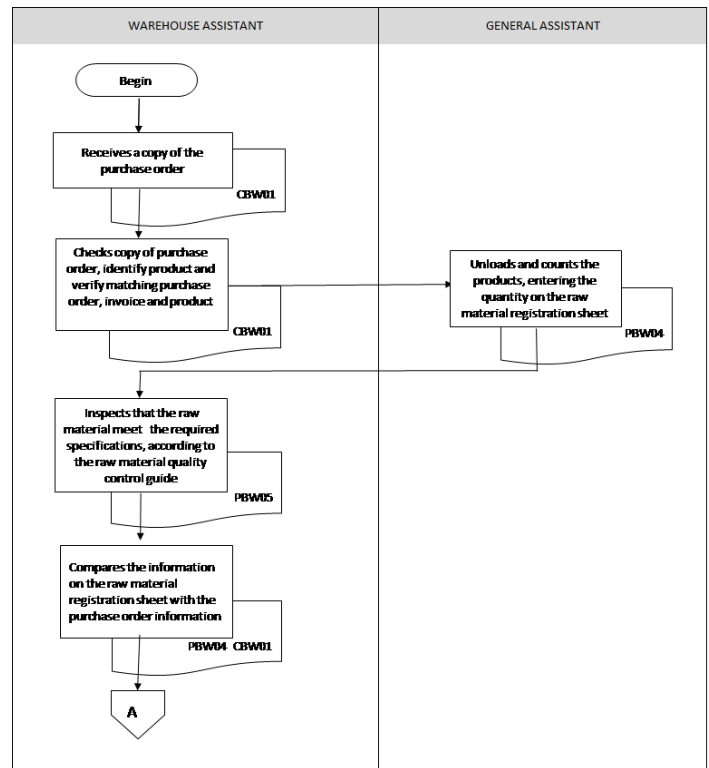 WAREHOUSE ASSISTANT
GENERAL ASSISTANT
Begin
Receives a copy of the
purchase order
CBW01
Checks copy of purchase
order, identify product and
verify matching purchase
order, invoice and product
CBW01
Unloads and counts the
products, entering the
quantity on the raw
material registration sheet
PBW04
Inspects that the raw
material meet the required
specifications, according to
the raw material quality
control guide
PBW05
Compares the information
on the raw material
registration sheet with the
purchase order information
PBW04 CBW01
A